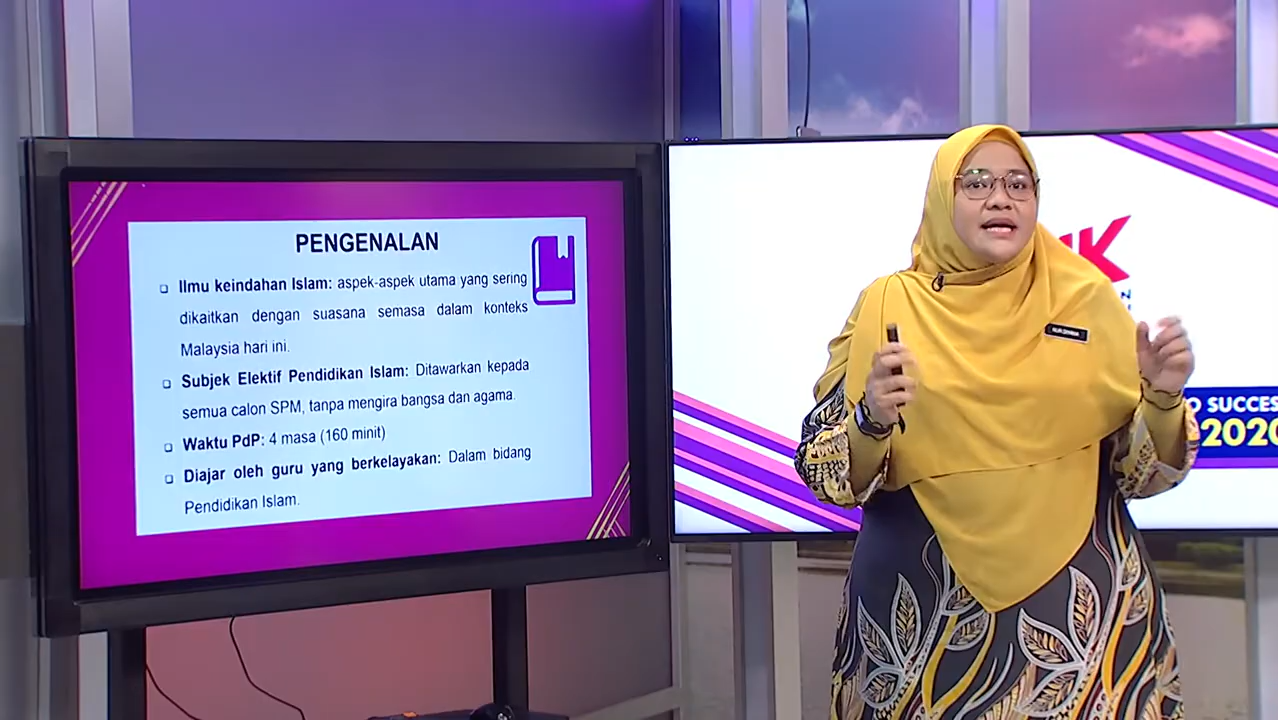 PENGENALAN
Ilmu keindahan Islam: aspek-aspek utama yang sering
dikaitkan dengan suasana semasa dalam konteks
Malaysia hari ini.
Subjek Elektif Pendidikan Islam: Ditawarkan kepada
semua calon SPM, tanpa mengira bangsa dan agama.
Waktu PdP: 4 masa (160 minit)
Diajar oleh guru yang berkelayakan: Dalam bidang
Pendidikan Islam.
K
N
O SUCCES
2020